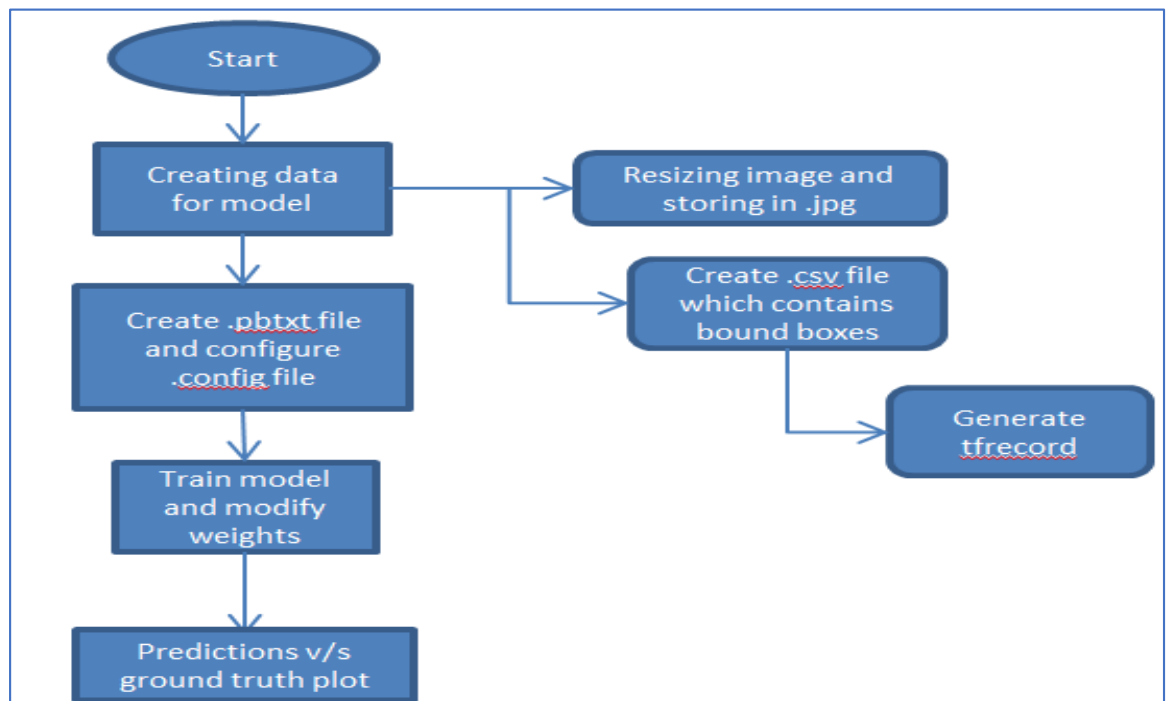 Start
Creating data
for model
Resizing image and
storing in .jpg
Create .csv file
which contains
bound boxes
Create .pbtxt file
and configure
.config file
Generate
tfrecord
Train model
and modify
weights
Predictions v/s
ground truth plot